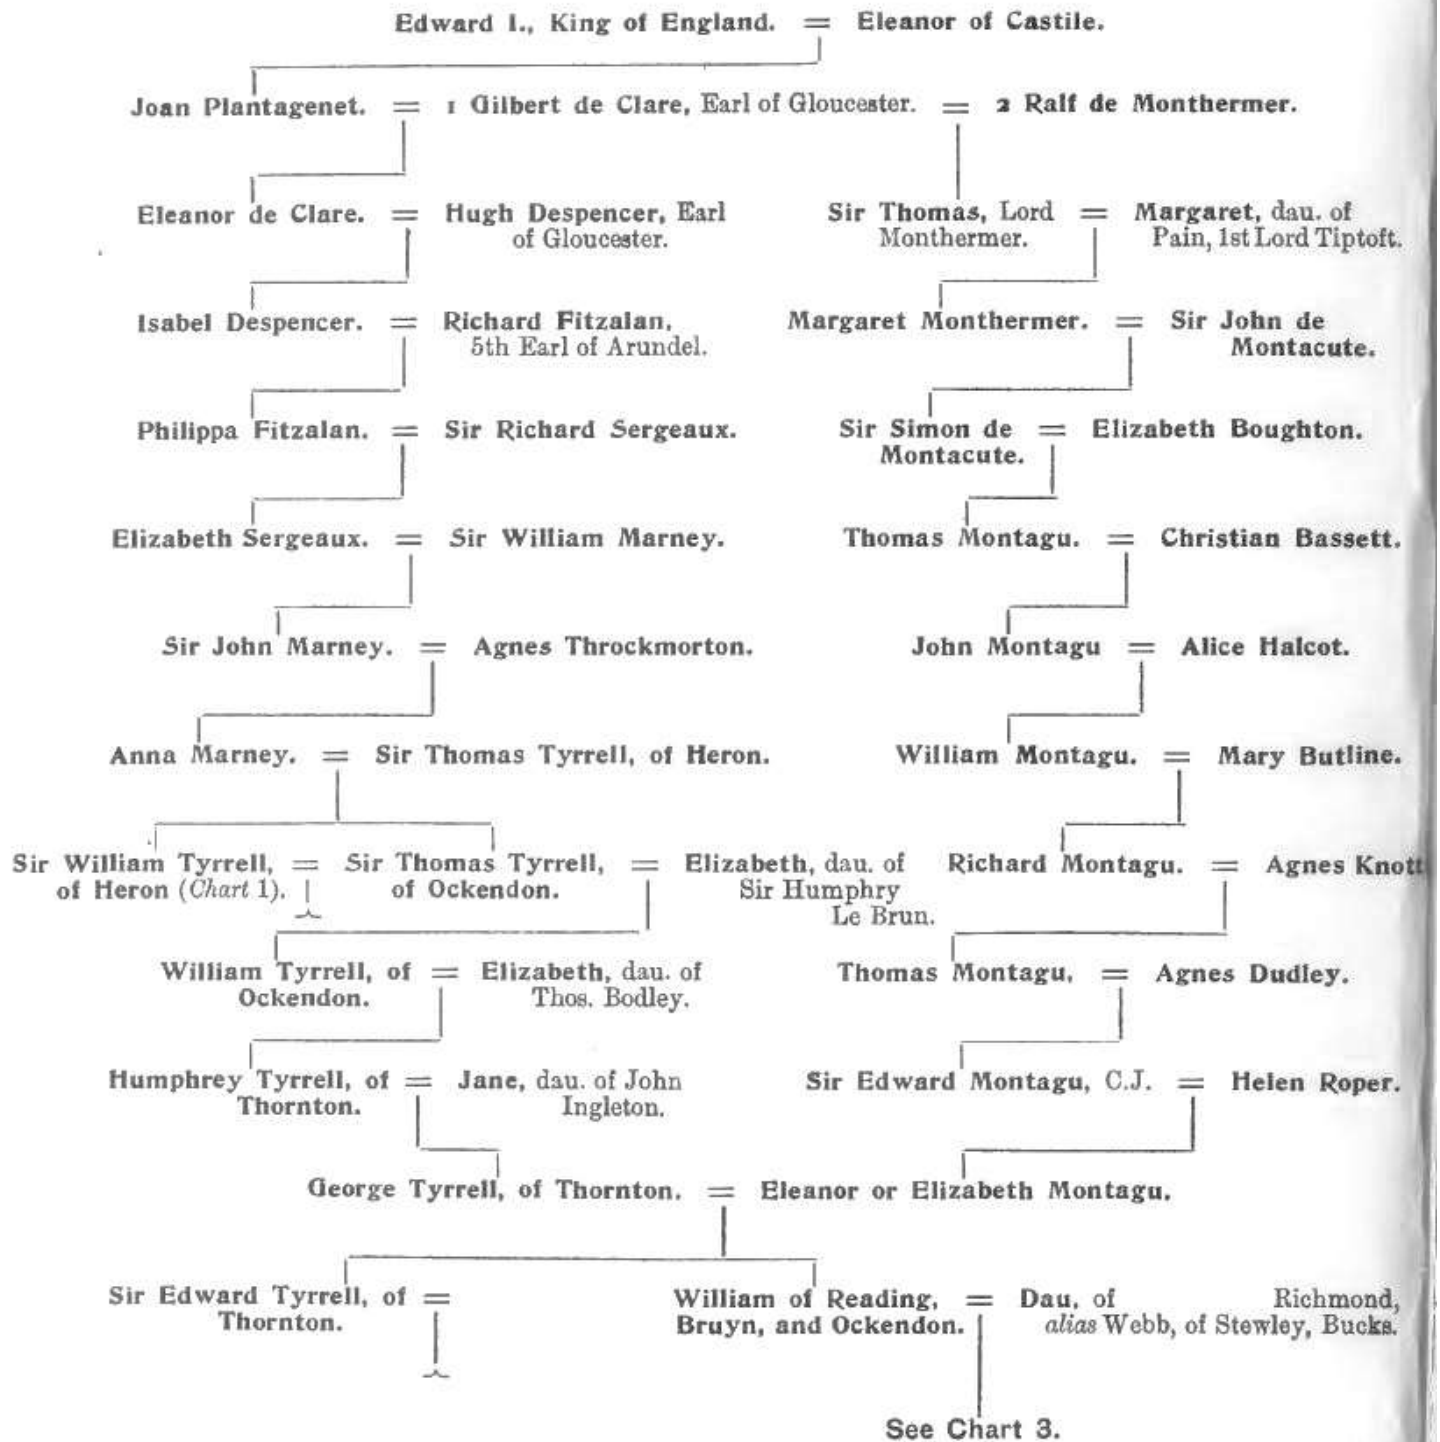 Edward I., King of England. = Eleanor of Castile.
Joan Plantagenet. = 1 Gilbert de Clare, Earl of Gloucester. = 2 Ralf de Monthermer.
Eleanor de Clare. = Hugh Despencer, Earl of Gloucester.
Sir Thomas, Lord Monthermer. = Margaret, dau. of Pain, 1st Lord Tiptoft.
Isabel Despencer. = Richard Fitzalan, 5th Earl of Arundel.
Margaret Monthermer. = Sir John de Montacute.
Philippa Fitzalan. = Sir Richard Sergeaux.
Sir Simon de Montacute. = Elizabeth Boughton.
Elizabeth Sergeaux. = Sir William Marney.
Thomas Montagu. = Christian Bassett.
Sir John Marney. = Agnes Throckmorton.
John Montagu = Alice Halcot.
Anna Marney. = Sir Thomas Tyrrell, of Heron.
William Montagu. = Mary Butline.
Sir William Tyrrell, of Heron (Chart 1). =
Sir Thomas Tyrrell, of Ockendon. = Elizabeth, dau. of Sir Humphry Le Brun.
Richard Montagu. = Agnes Knott
William Tyrrell, of Ockendon. = Elizabeth, dau. of Thos. Bodley.
Thomas Montagu. = Agnes Dudley.
Humphrey Tyrrell, of Thornton. = Jane, dau. of John Ingleton.
Sir Edward Montagu, C.J. = Helen Roper.
George Tyrrell, of Thornton. = Eleanor or Elizabeth Montagu.
Sir Edward Tyrrell, of Thornton. =
William of Reading, Bruyn, and Ockendon. = Dau. of Richmond, alias Webb, of Stewley, Bucks.
See Chart 3.